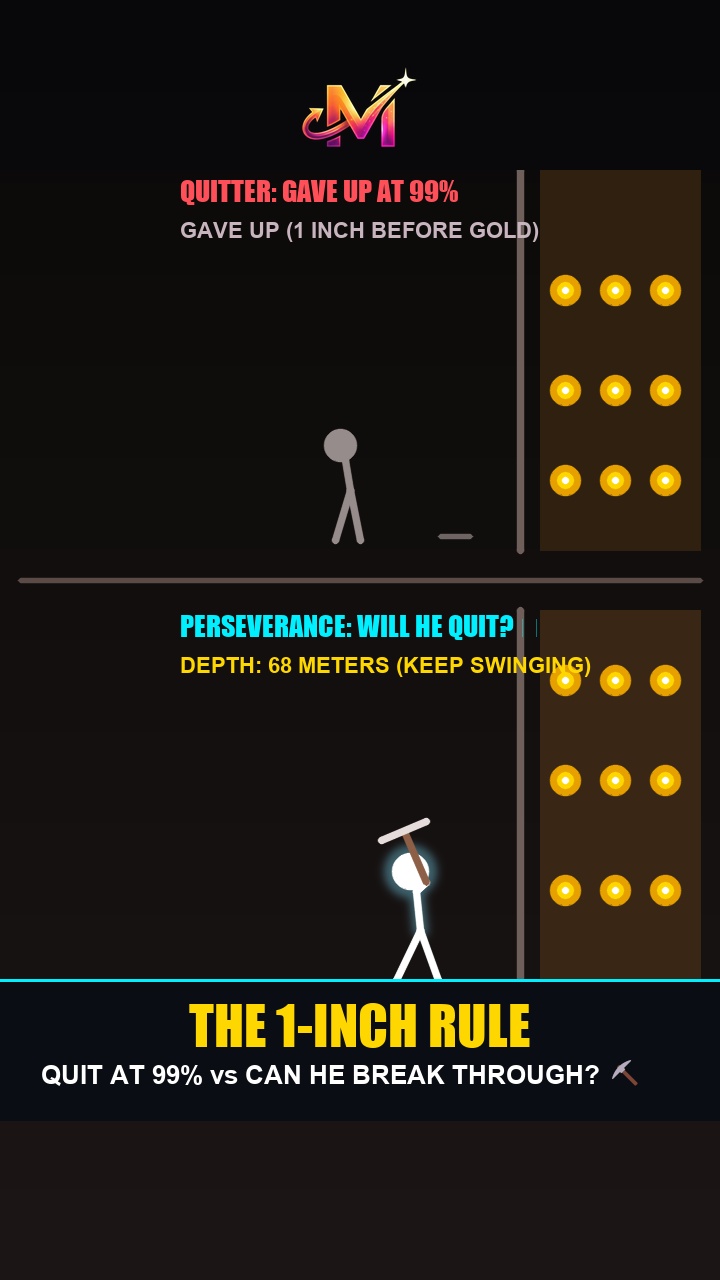 M
QUITTER: GAVE UP AT 99%
GAVE UP (1 INCH BEFORE GOLD)
PERSEVERANCE: WILL HE QUIT?
DEPTH: 68 METERS (KEEP SWINGING)
THE 1-INCH RULE
QUIT AT 99% vs CAN HE BREAK THROUGH?